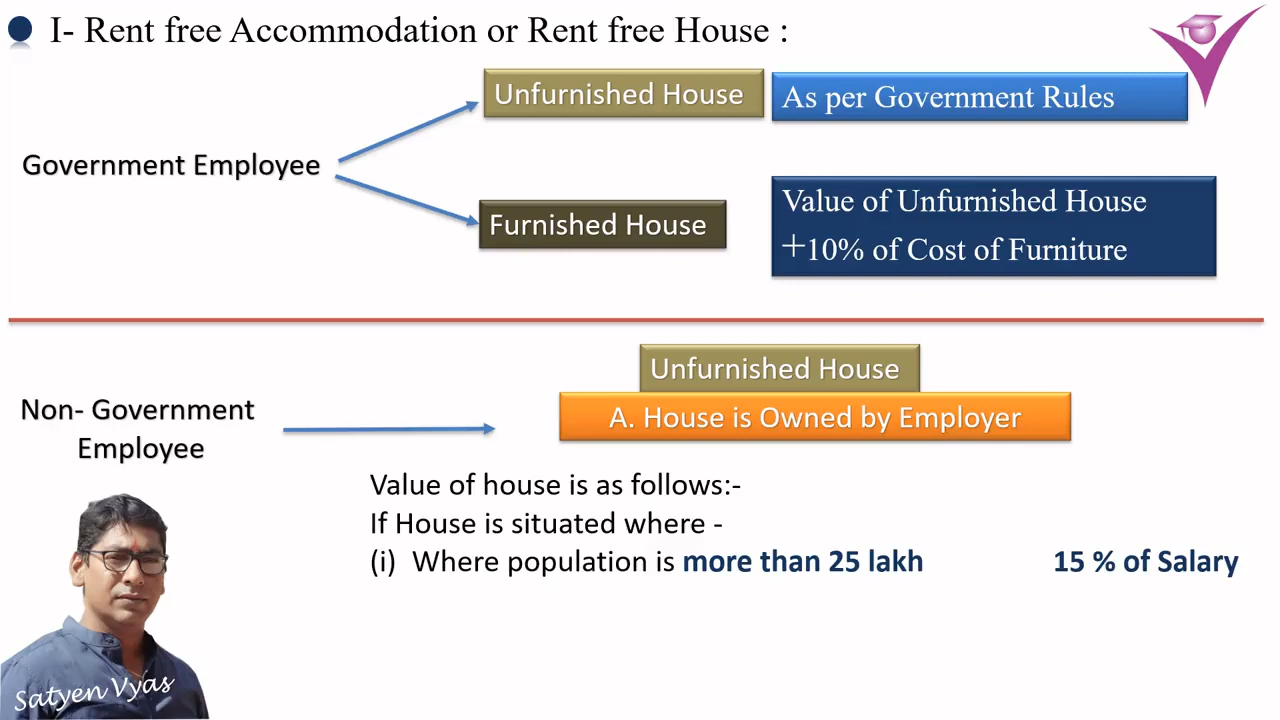 I- Rent free Accommodation or Rent free House :
Unfurnished House
As per Government Rules
Government Employee
Furnished House
Value of Unfurnished House
+10% of Cost of Furniture
Unfurnished House
A. House is Owned by Employer
Non- Government
Employee
Value of house is as follows:-
If House is situated where -
(i) Where population is more than 25 lakh 15 % of Salary
Satyen Vyas